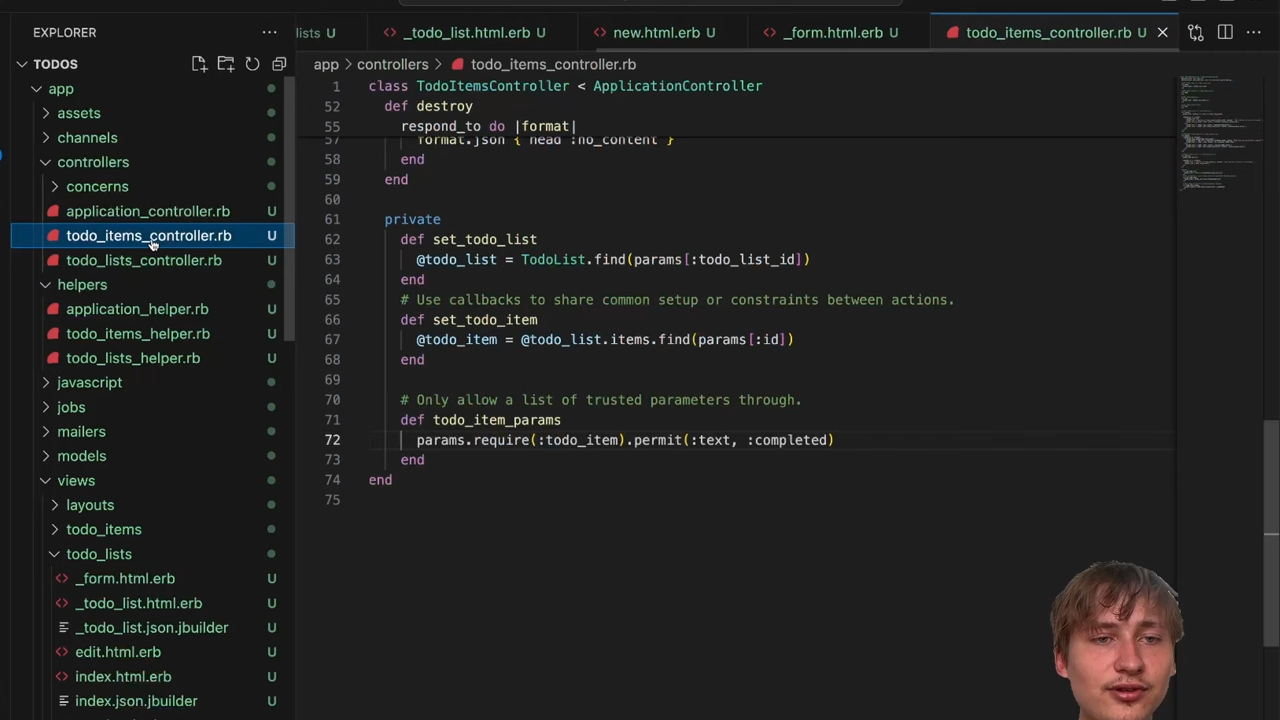 EXPLORER
TODOS
app
assets
channels
controllers
concerns
application_controller.rb U
todo_items_controller.rb U
todo_lists_controller.rb U
helpers
application_helper.rb U
todo_items_helper.rb U
todo_lists_helper.rb U
javascript
jobs
mailers
models
views
layouts
todo_items
todo_lists
_form.html.erb U
_todo_list.html.erb U
_todo_list.json.jbuilder U
edit.html.erb U
index.html.erb U
index.json.jbuilder U
lists U _todo_list.html.erb U new.html.erb U _form.html.erb U todo_items_controller.rb U
app > controllers > todo_items_controller.rb
1 class TodoItemsController < ApplicationController
52 def destroy
55 respond_to do |format|
57 format.json { head :no_content }
58 end
59 end
60
61 private
62 def set_todo_list
63 @todo_list = TodoList.find(params[:todo_list_id])
64 end
65 # Use callbacks to share common setup or constraints between actions.
66 def set_todo_item
67 @todo_item = @todo_list.items.find(params[:id])
68 end
69
70 # Only allow a list of trusted parameters through.
71 def todo_item_params
72 params.require(:todo_item).permit(:text, :completed)
73 end
74 end
75